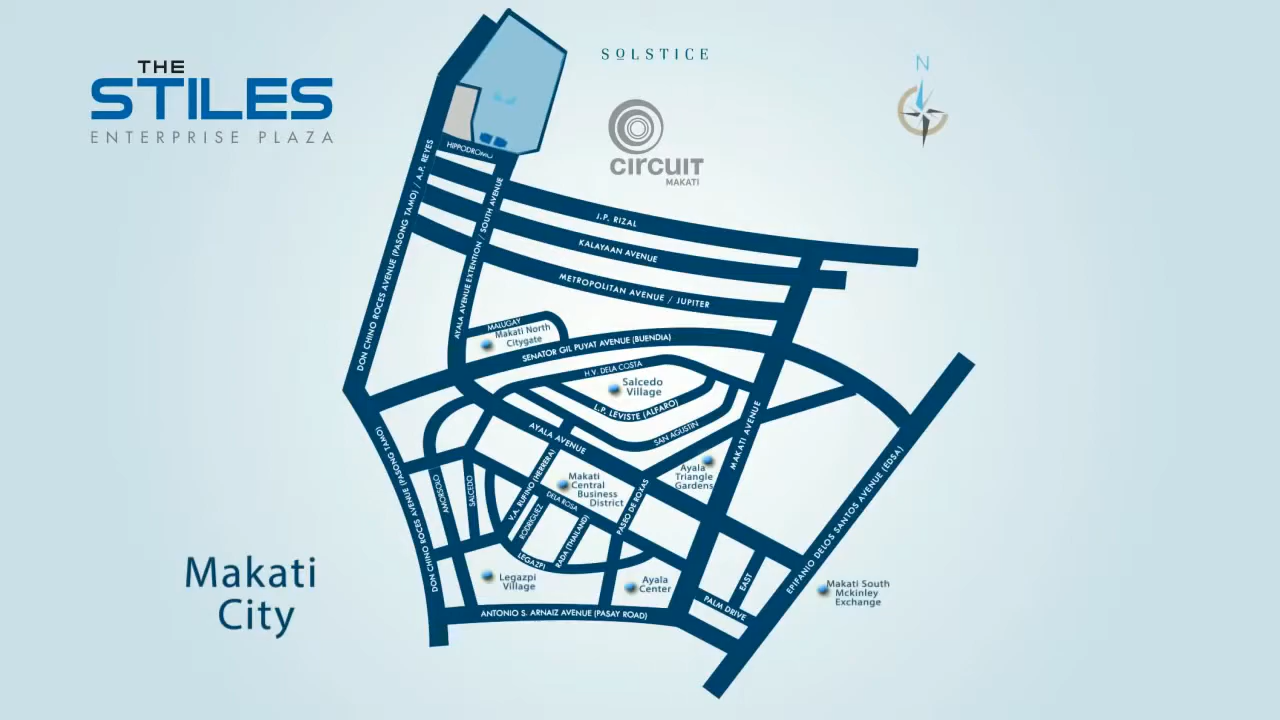 THE
STILES
ENTERPRISE PLAZA
SOLSTICE
CIRCUIT
MAKATI
N
HIPPODROMO
DON CHINO ROCES AVENUE (PASONG TAMO) / A.P. REYES
AYALA AVENUE EXTENTION / SOUTH AVENUE
J.P. RIZAL
KALAYAAN AVENUE
METROPOLITAN AVENUE / JUPITER
MALUGAY
Makati North
Citygate
SENATOR GIL PUYAT AVENUE (BUENDIA)
H.V. DELA COSTA
Salcedo
Village
L.P. LEVISTE (ALFARO)
SAN AGUSTIN
AYALA AVENUE
MAKATI AVENUE
Ayala
Triangle
Gardens
Makati
Central
Business
District
DON CHINO ROCES AVENUE (PASONG TAMO)
AMORSOLO
SALCEDO
V.A. RUFINO (HERRERA)
DELA ROSA
RODRIGUEZ
RADA (THAILAND)
PASEO DE ROXAS
LEGAZPI
Legazpi
Village
Ayala
Center
EAST
PALM DRIVE
EPIFANIO DELOS SANTOS AVENUE (EDSA)
Makati South
Mckinley
Exchange
ANTONIO S. ARNAIZ AVENUE (PASAY ROAD)
Makati
City